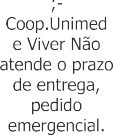 ;-
Coop.Unimed
e Viver Não
atende o prazo
de entrega,
pedido
emergencial.